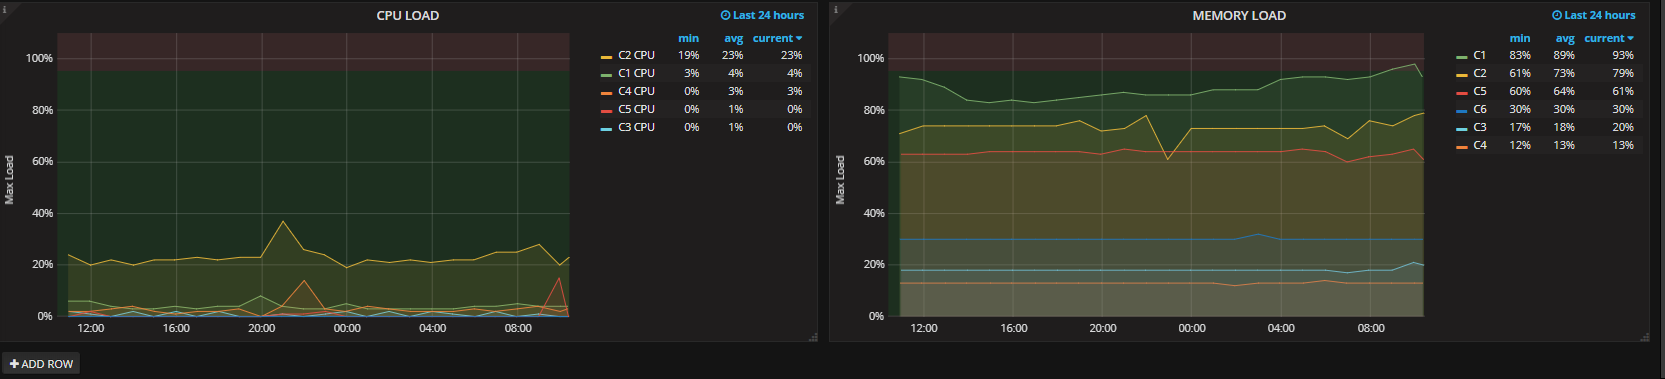 CPU LOAD
Last 24 hours
Max Load
100%
80%
60%
40%
20%
0%
12:00 16:00 20:00 00:00 04:00 08:00
min avg current
C2 CPU 19% 23% 23%
C1 CPU 3% 4% 4%
C4 CPU 0% 3% 3%
C5 CPU 0% 1% 0%
C3 CPU 0% 1% 0%
MEMORY LOAD
Last 24 hours
Max Load
100%
80%
60%
40%
20%
0%
12:00 16:00 20:00 00:00 04:00 08:00
min avg current
C1 83% 89% 93%
C2 61% 73% 79%
C5 60% 64% 61%
C6 30% 30% 30%
C3 17% 18% 20%
C4 12% 13% 13%
ADD ROW